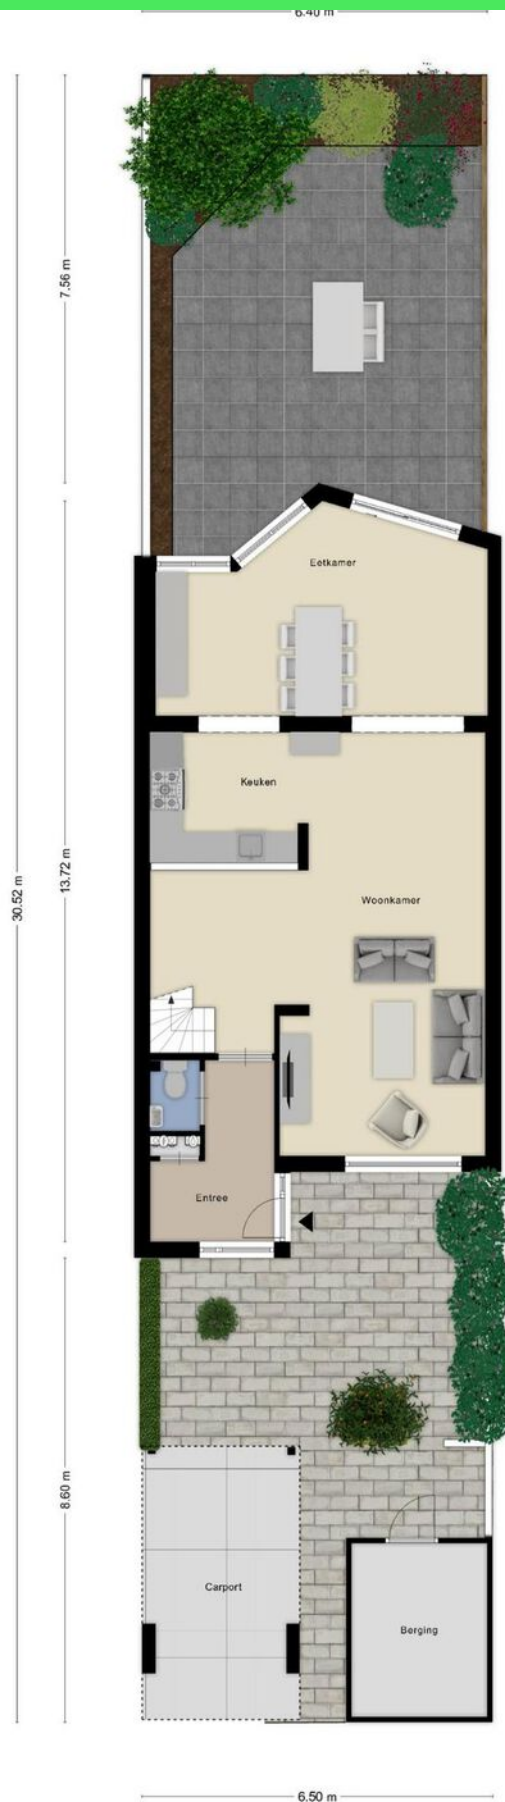 6.40 m
7.56 m
Eetkamer
Keuken
13.72 m
30.52 m
Woonkamer
Entree
8.60 m
Carport
Berging
6.50 m